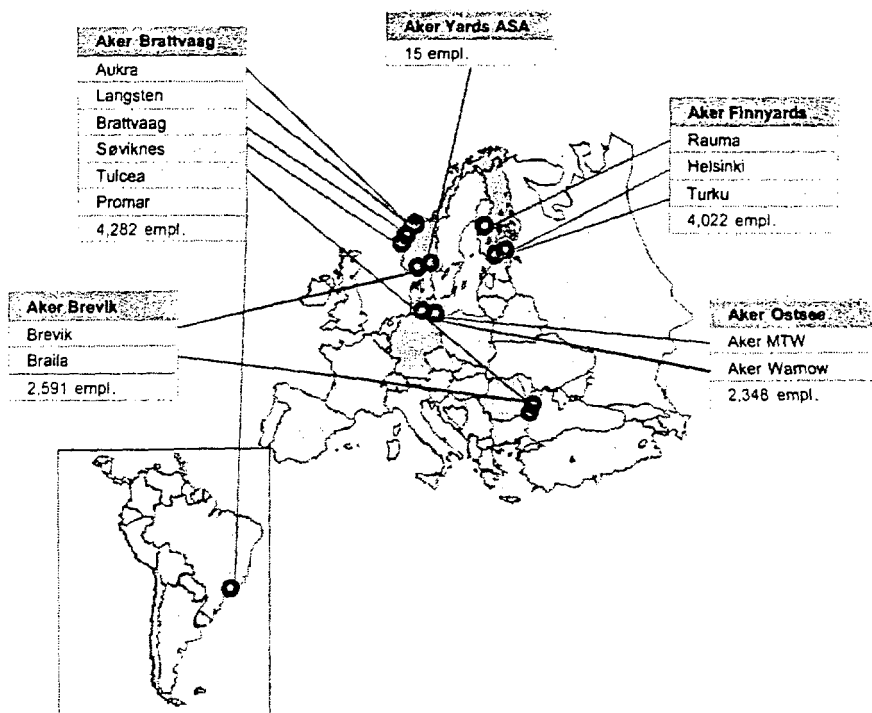 Aker Yards ASA
15 empl.
Aker Brattvaag
Aukra
Langsten
Brattvaag
Søviknes
Tulcea
Promar
4,282 empl.
Aker Finnyards
Rauma
Helsinki
Turku
4,022 empl.
Aker Brevik
Brevik
Braila
2,591 empl.
Aker Ostsee
Aker MTW
Aker Warnow
2,348 empl.